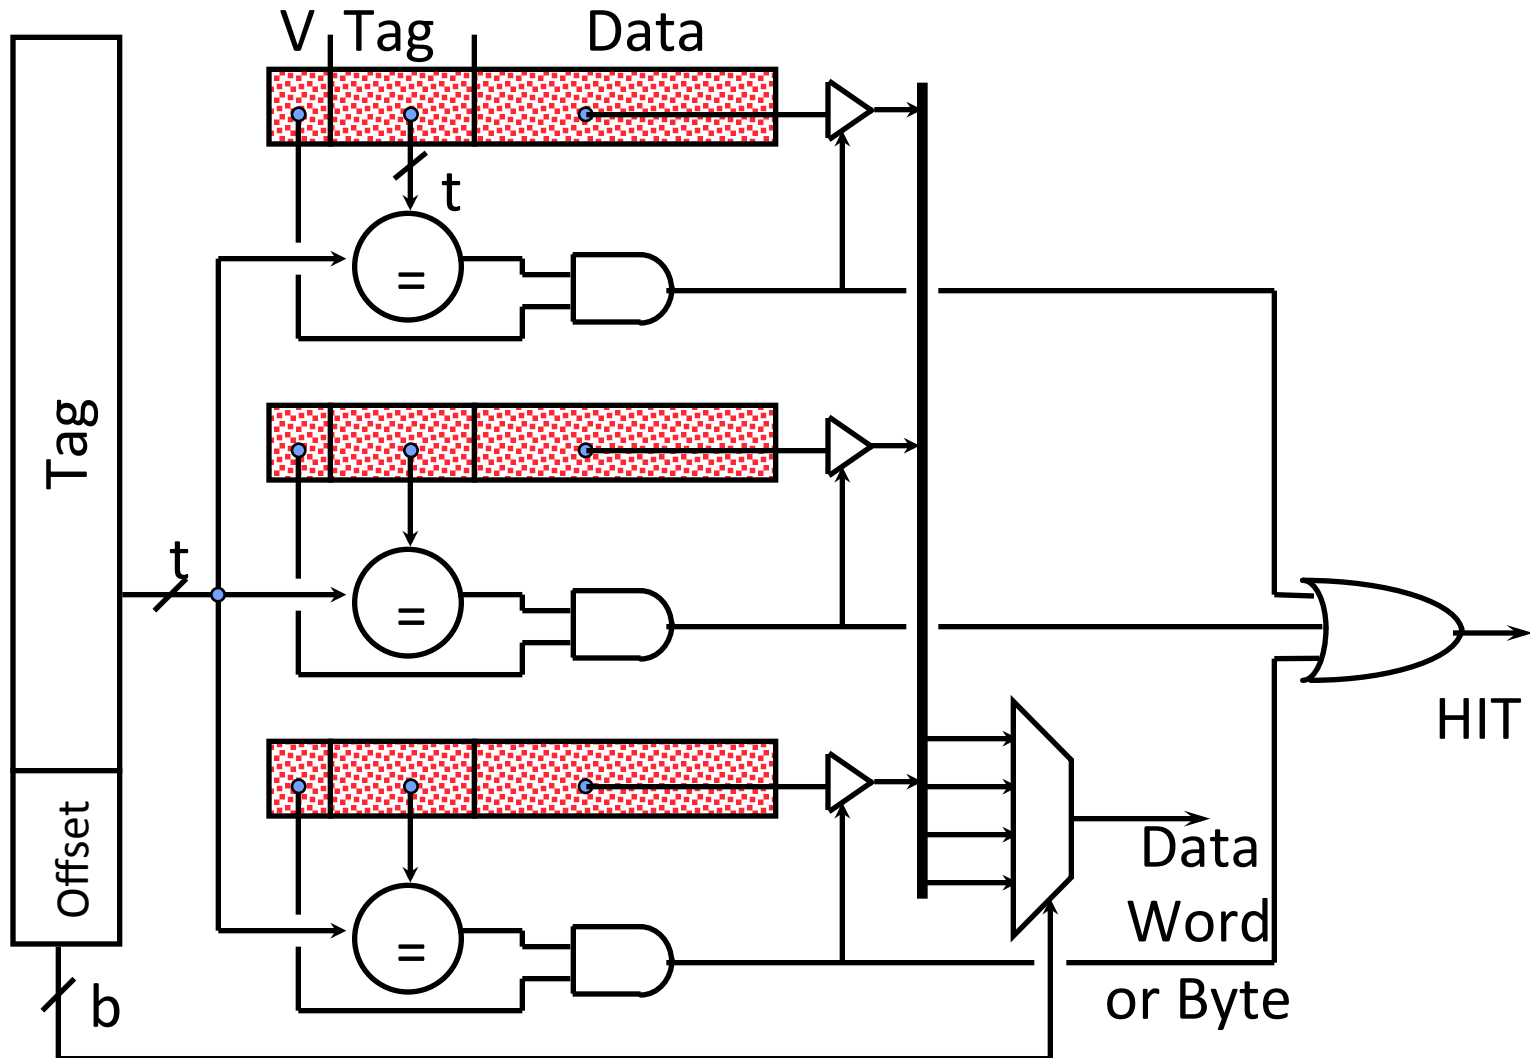 V Tag Data
t
=
Tag
t
=
HIT
Offset
Data
Word
or Byte
=
b